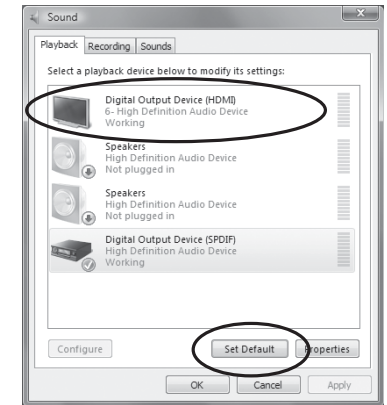 Sound
Playback Recording Sounds
Select a playback device below to modify its settings:
Digital Output Device (HDMI)
6- High Definition Audio Device
Working
Speakers
High Definition Audio Device
Not plugged in
Speakers
High Definition Audio Device
Not plugged in
Digital Output Device (SPDIF)
High Definition Audio Device
Working
Configure Set Default Properties
OK Cancel Apply